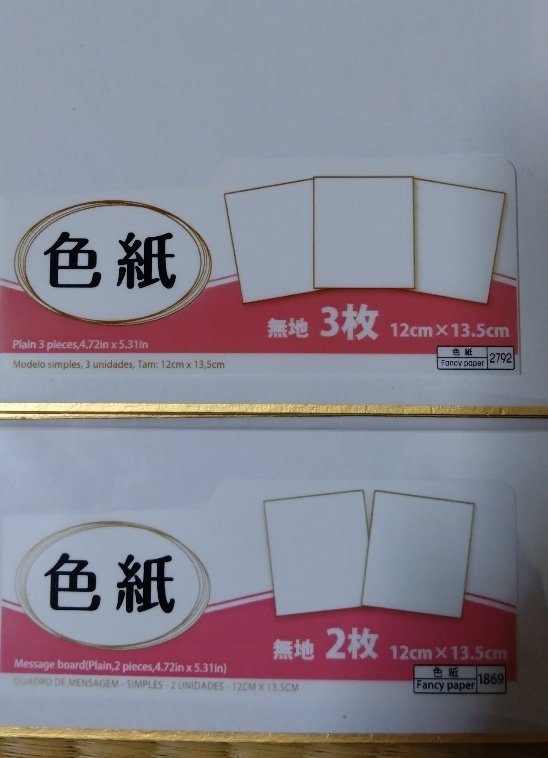 色紙
無地 3枚 12cm×13.5cm
Plain 3 pieces,4.72in x 5.31in
Modelo simples, 3 unidades, Tam: 12cm x 13,5cm
色紙
Fancy paper
2792
色紙
無地 2枚 12cm×13.5cm
Message board(Plain,2 pieces,4.72in x 5.31in)
QUADRO DE MENSAGEM - SIMPLES - 2 UNIDADES - 12CM X 13,5CM
色紙
Fancy paper
1869